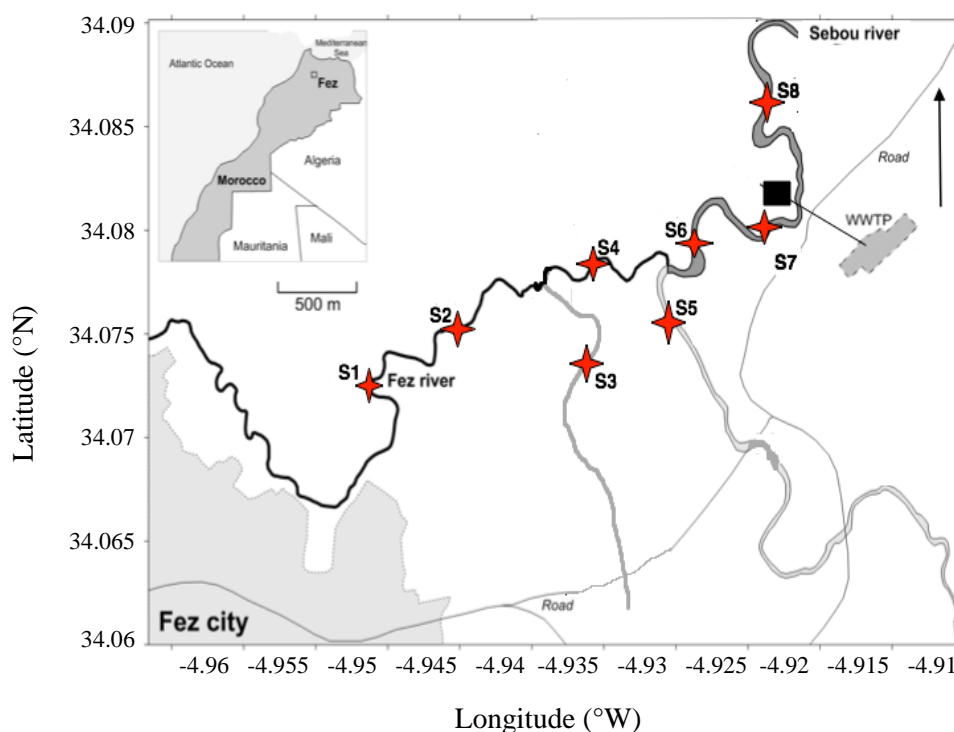 34.09
34.085
34.08
34.075
34.07
34.065
34.06
Latitude (°N)
Mediterranean
Sea
Atlantic Ocean
Fez
Algeria
Morocco
Mali
Mauritania
500 m
Sebou river
S8
Road
WWTP
S6
S7
S4
S5
S2
S3
S1
Fez river
Road
Fez city
-4.96 -4.955 -4.95 -4.945 -4.94 -4.935 -4.93 -4.925 -4.92 -4.915 -4.91
Longitude (°W)